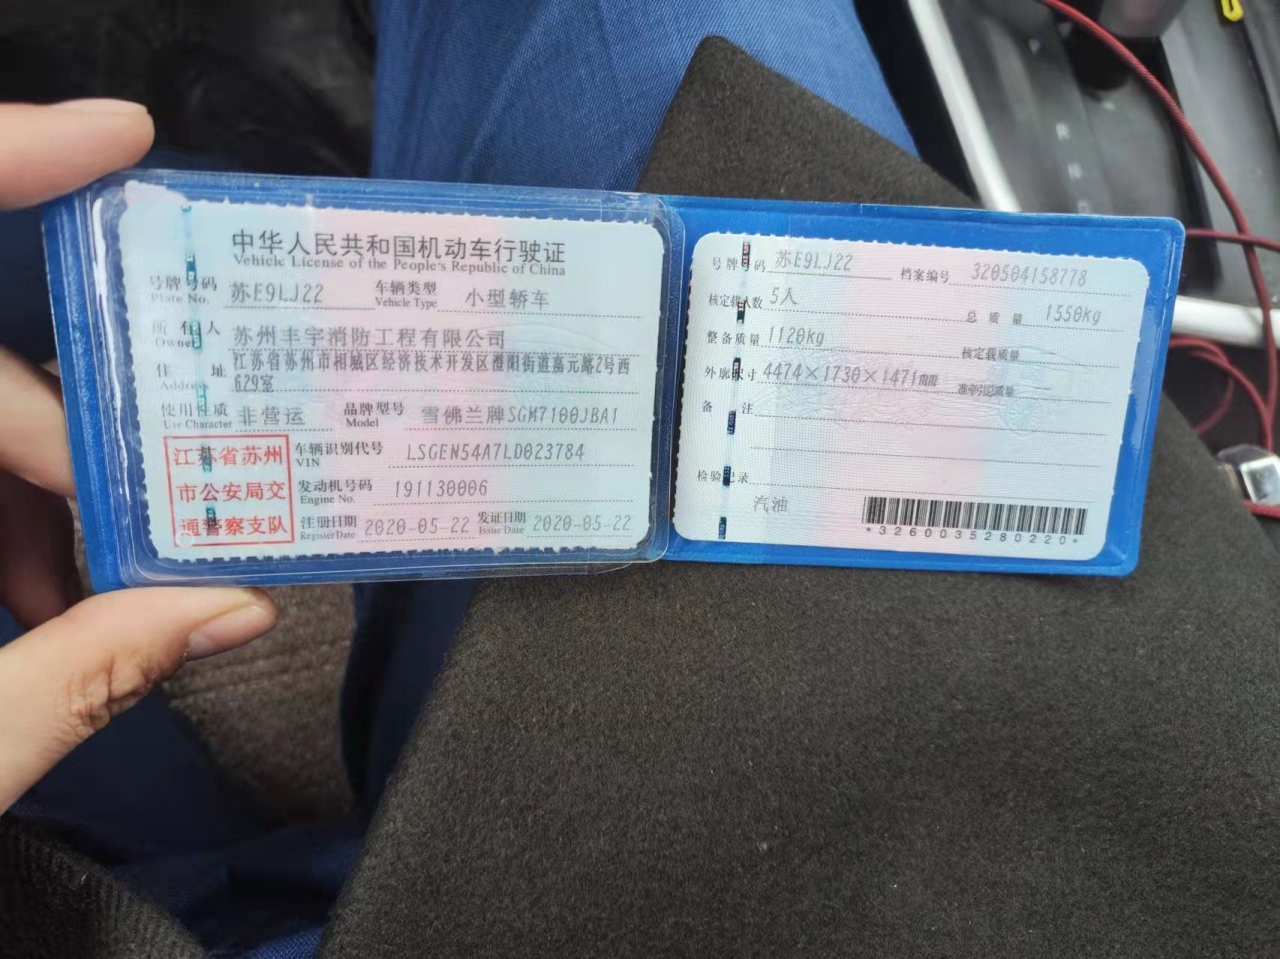 中华人民共和国机动车行驶证
Vehicle License of the People's Republic of China
号牌号码 苏E9LJ22 车辆类型 小型轿车
Plate No. Vehicle Type
所有人 苏州丰宇消防工程有限公司
Owner
住址 江苏省苏州市相城区经济技术开发区澄阳街道嘉元路2号西
Address 629室
使用性质 非营运 品牌型号 雪佛兰牌SGM7100JBA1
Use Character Model
江苏省苏州
市公安局交
通警察支队
车辆识别代号 LSGEN54A7LD023784
VIN
发动机号码 191130006
Engine No.
注册日期 2020-05-22 发证日期 2020-05-22
Register Date Issue Date
号牌号码 苏E9LJ22 档案编号 320504158778
核定载人数 5人 总质量 1550kg
整备质量 1120kg 核定载质量
外廓尺寸 4474×1730×1471mm 准牵引总质量 --
备注
检验记录
汽油
*3260035280220*
R
N